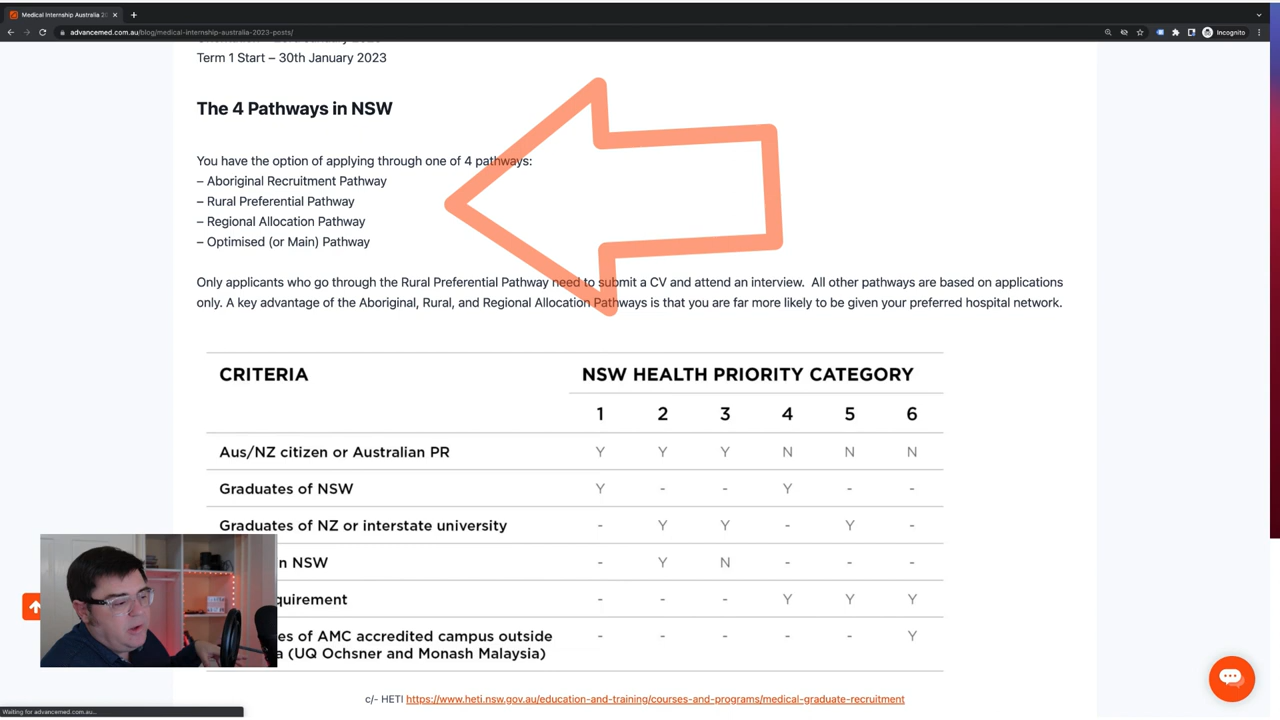 Medical Internship Australia 20
Incognito
advancemed.com.au/blog/medical-internship-australia-2023-posts/
Term 1 Start – 30th January 2023
The 4 Pathways in NSW
You have the option of applying through one of 4 pathways:
– Aboriginal Recruitment Pathway
– Rural Preferential Pathway
– Regional Allocation Pathway
– Optimised (or Main) Pathway
Only applicants who go through the Rural Preferential Pathway need to submit a CV and attend an interview. All other pathways are based on applications
only. A key advantage of the Aboriginal, Rural, and Regional Allocation Pathways is that you are far more likely to be given your preferred hospital network.
CRITERIA NSW HEALTH PRIORITY CATEGORY
1 2 3 4 5 6
Aus/NZ citizen or Australian PR Y Y Y N N N
Graduates of NSW Y - - Y - -
Graduates of NZ or interstate university - Y Y - Y -
n NSW - Y N - - -
quirement - - - Y Y Y
es of AMC accredited campus outside - - - - - Y
a (UQ Ochsner and Monash Malaysia)
c/- HETI https://www.heti.nsw.gov.au/education-and-training/courses-and-programs/medical-graduate-recruitment
Waiting for advancemed.com.au...